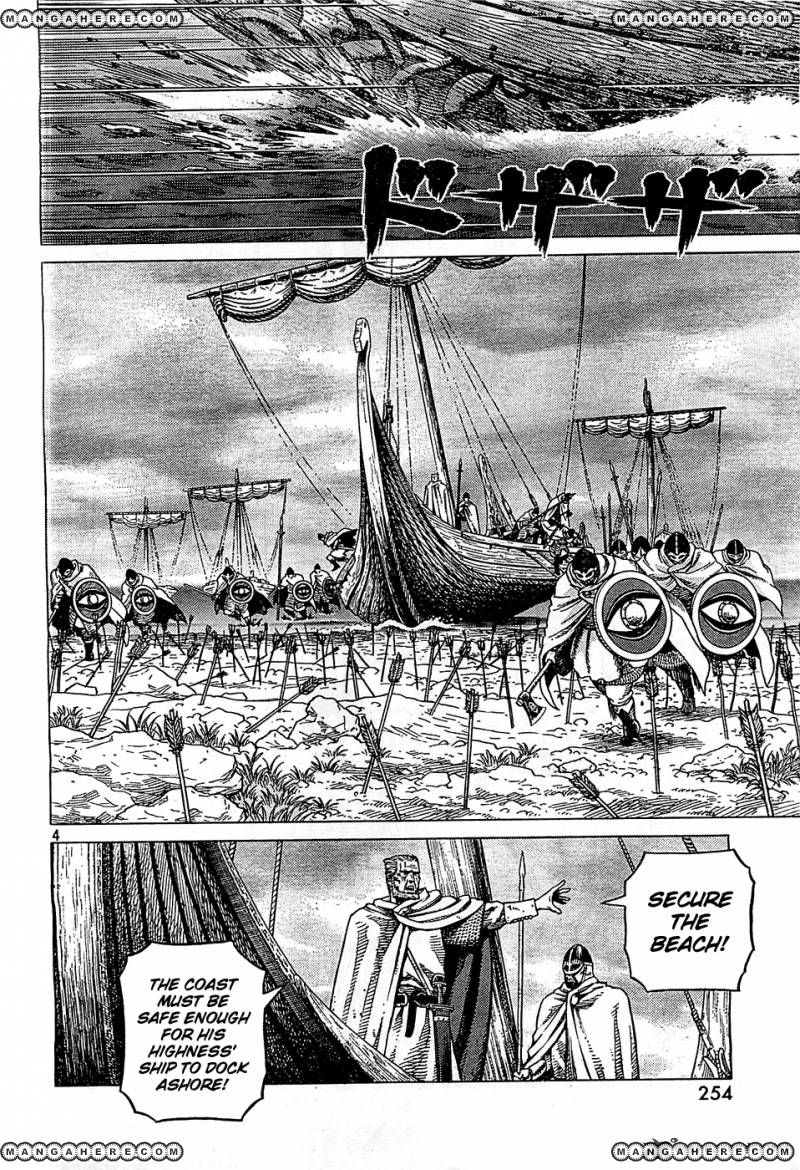 MANGAHERE.COM
MANGAHERE.COM
ドザザ
4
SECURE
THE
BEACH!
THE COAST
MUST BE
SAFE ENOUGH
FOR HIS
HIGHNESS'
SHIP TO DOCK
ASHORE!
254
MANGAHERE.COM
MANGAHERE.COM